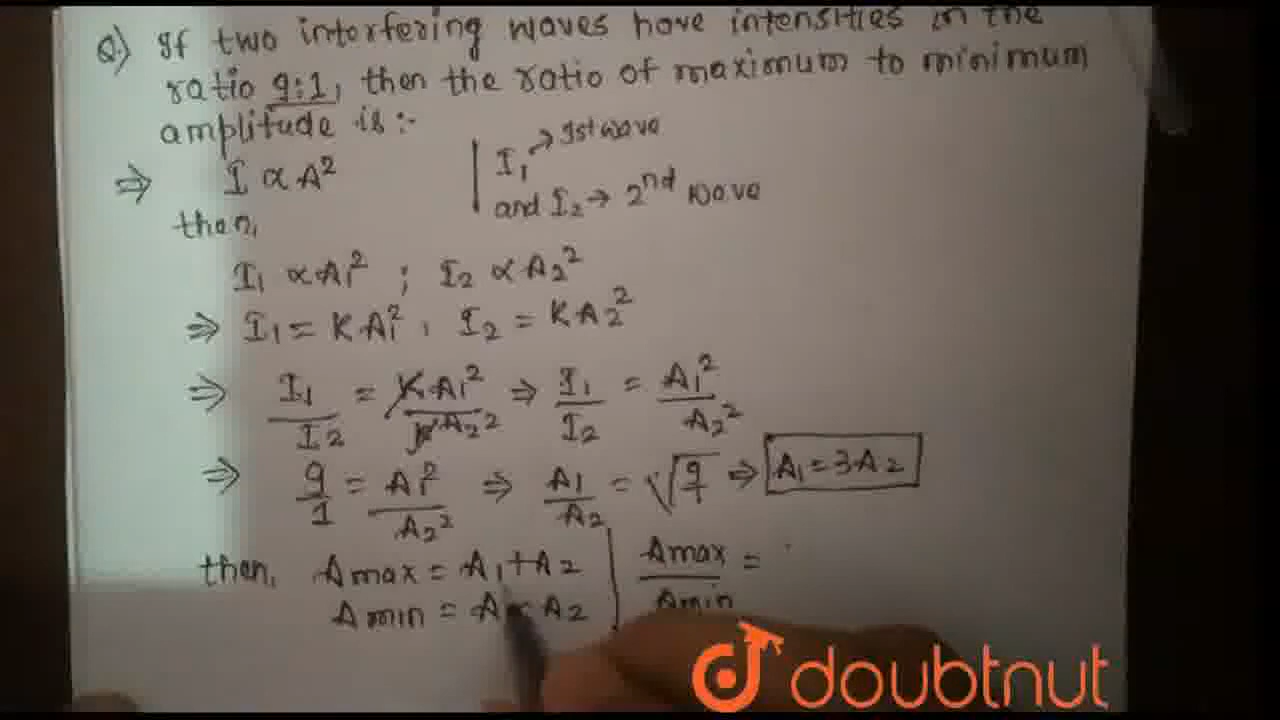 Q.) If two interfering waves have intensities in the
ratio 9:1, then the ratio of maximum to minimum
amplitude is :-
⇒ I ∝ A² | I₁ → 1st wave
and I₂ → 2nd wave
then,
I₁ ∝ A₁² ; I₂ ∝ A₂²
⇒ I₁ = KA₁² , I₂ = KA₂²
⇒ I₁/I₂ = KA₁²/KA₂² ⇒ I₁/I₂ = A₁²/A₂²
⇒ 9/1 = A₁²/A₂² ⇒ A₁/A₂ = √9/1 ⇒ A₁ = 3A₂
then, Amax = A₁ + A₂ | Amax/Amin =
Amin = A - A₂
doubtnut